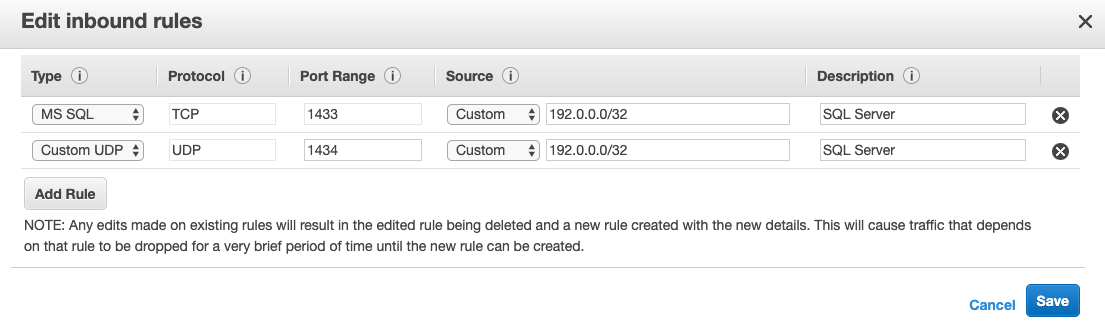 Edit inbound rules
Type Protocol Port Range Source Description
MS SQL TCP 1433 Custom 192.0.0.0/32 SQL Server
Custom UDP UDP 1434 Custom 192.0.0.0/32 SQL Server
Add Rule
NOTE: Any edits made on existing rules will result in the edited rule being deleted and a new rule created with the new details. This will cause traffic that depends
on that rule to be dropped for a very brief period of time until the new rule can be created.
Cancel Save